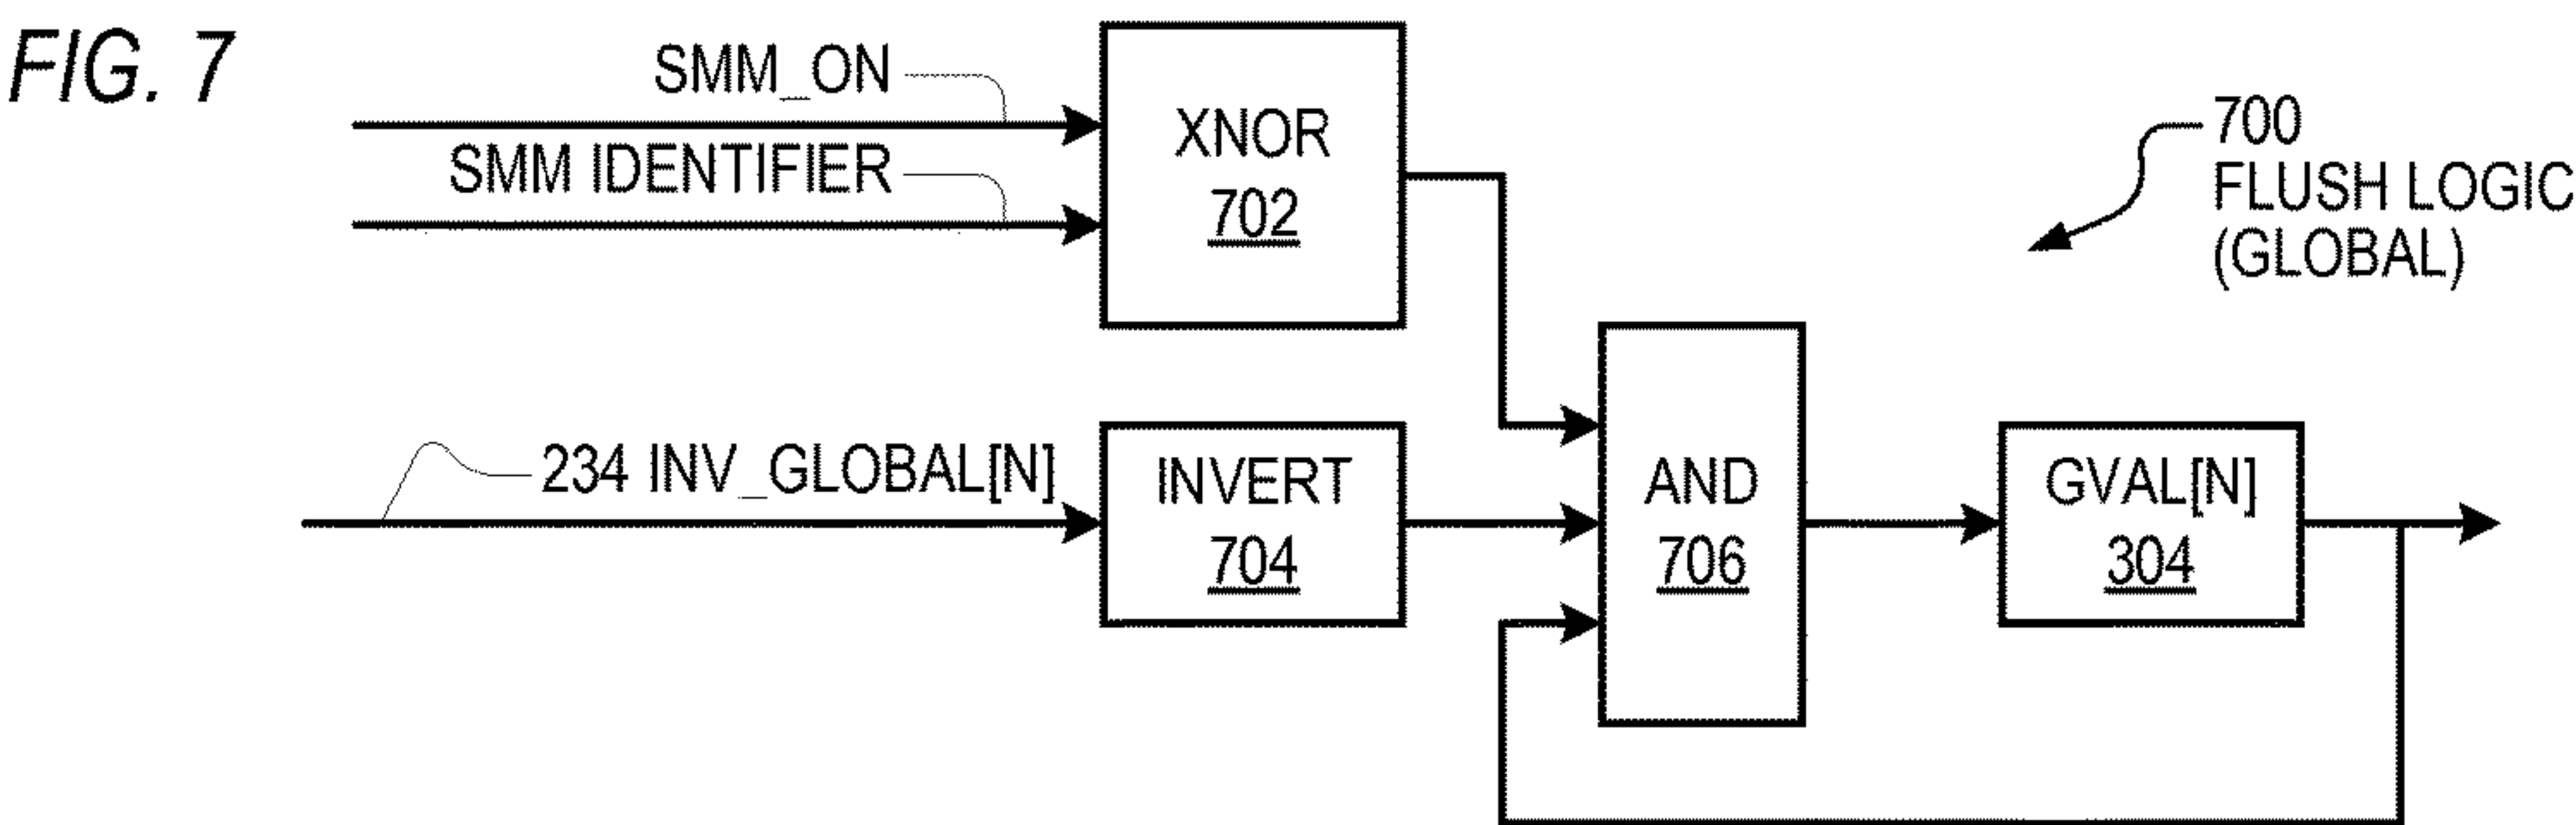 FIG. 7
SMM_ON
SMM IDENTIFIER
XNOR
702
700
FLUSH LOGIC
(GLOBAL)
234 INV_GLOBAL[N]
INVERT
704
AND
706
GVAL[N]
304